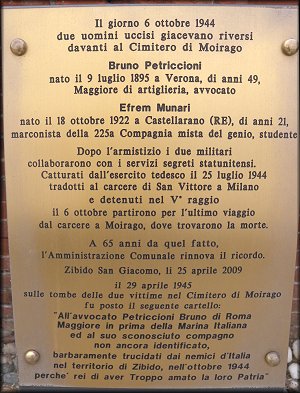 Il giorno 6 ottobre 1944
due uomini uccisi giacevano riversi
davanti al Cimitero di Moirago
Bruno Petriccioni
nato il 9 luglio 1895 a Verona, di anni 49,
Maggiore di artiglieria, avvocato
Efrem Munari
nato il 18 ottobre 1922 a Castellarano (RE), di anni 21,
marconista della 225a Compagnia mista del genio, studente
Dopo l'armistizio i due militari
collaborarono con i servizi segreti statunitensi.
Catturati dall'esercito tedesco il 25 luglio 1944
tradotti al carcere di San Vittore a Milano
e detenuti nel V° raggio
il 6 ottobre partirono per l'ultimo viaggio
dal carcere a Moirago, dove trovarono la morte.
A 65 anni da quel fatto,
l'Amministrazione Comunale rinnova il ricordo.
Zibido San Giacomo, li 25 aprile 2009
il 29 aprile 1945
sulle tombe delle due vittime nel Cimitero di Moirago
fu posto il seguente cartello:
"All'avvocato Petriccioni Bruno di Roma
Maggiore in prima della Marina Italiana
ed al suo sconosciuto compagno
non ancora identificato,
barbaramente trucidati dai nemici d'Italia
nel territorio di Zibido, nell'ottobre 1944
perche' rei di aver Troppo amato la loro Patria"